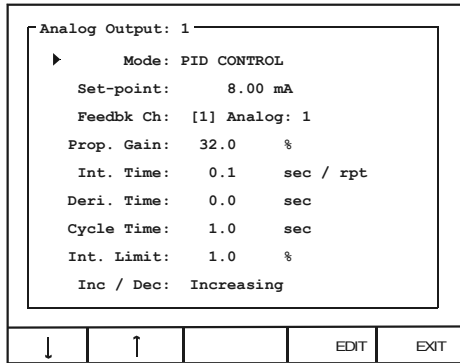 Analog Output: 1
Mode: PID CONTROL
Set-point: 8.00 mA
Feedbk Ch: [1] Analog: 1
Prop. Gain: 32.0 %
Int. Time: 0.1 sec / rpt
Deri. Time: 0.0 sec
Cycle Time: 1.0 sec
Int. Limit: 1.0 %
Inc / Dec: Increasing
↓ ↑ EDIT EXIT